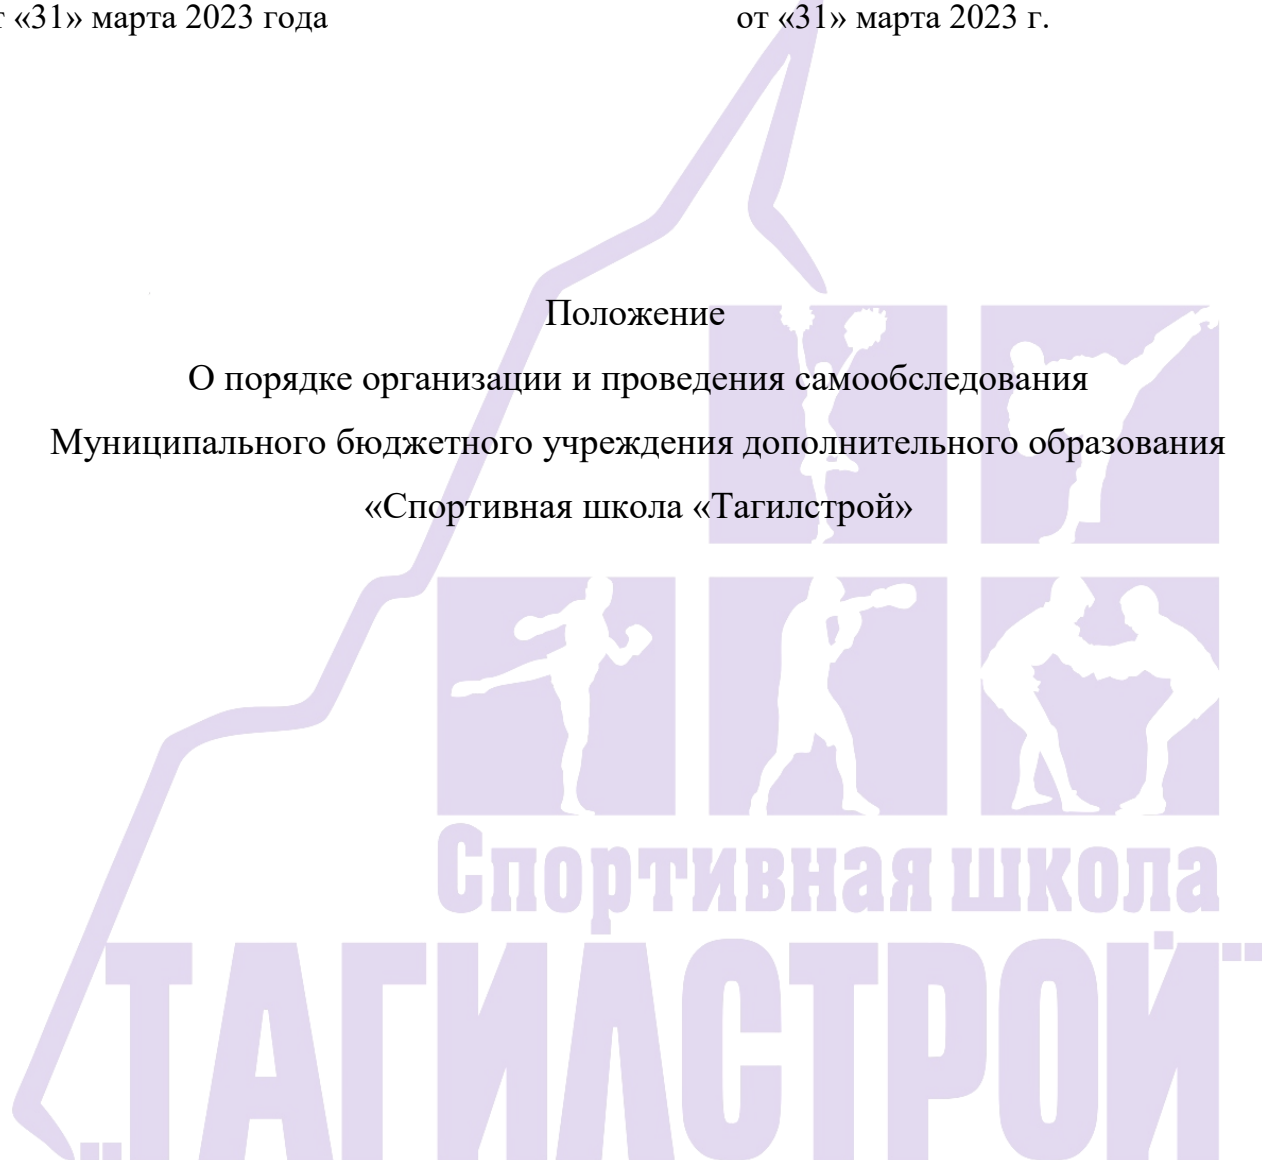 от «31» марта 2023 года от «31» марта 2023 г.
Положение
О порядке организации и проведения самообследования
Муниципального бюджетного учреждения дополнительного образования
«Спортивная школа «Тагилстрой»
Спортивная школа
„ТАГИЛСТРОЙ"